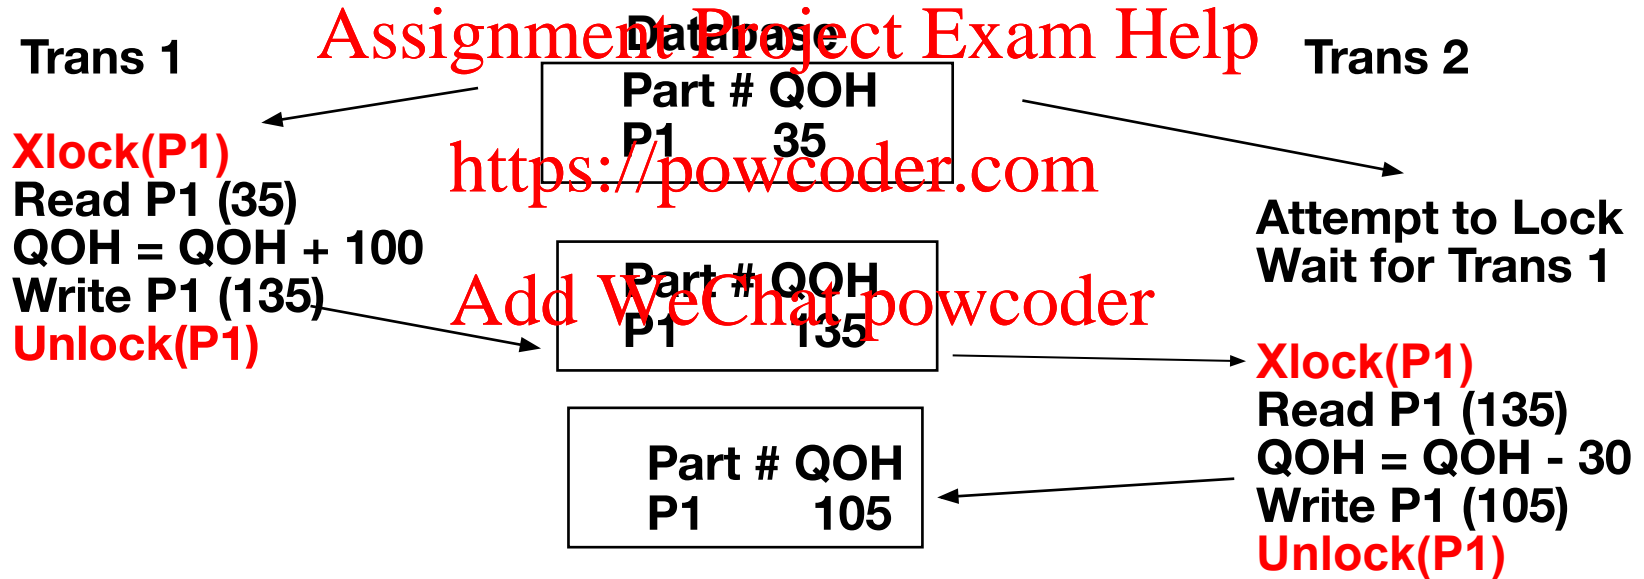 Assignment Project Exam Help
Database
Trans 1
Trans 2
Part # QOH
P1 35
https://powcoder.com
Xlock(P1)
Read P1 (35)
QOH = QOH + 100
Write P1 (135)
Unlock(P1)
Attempt to Lock
Wait for Trans 1
Part # QOH
Add WeChat powcoder
P1 135
Xlock(P1)
Read P1 (135)
QOH = QOH - 30
Write P1 (105)
Unlock(P1)
Part # QOH
P1 105